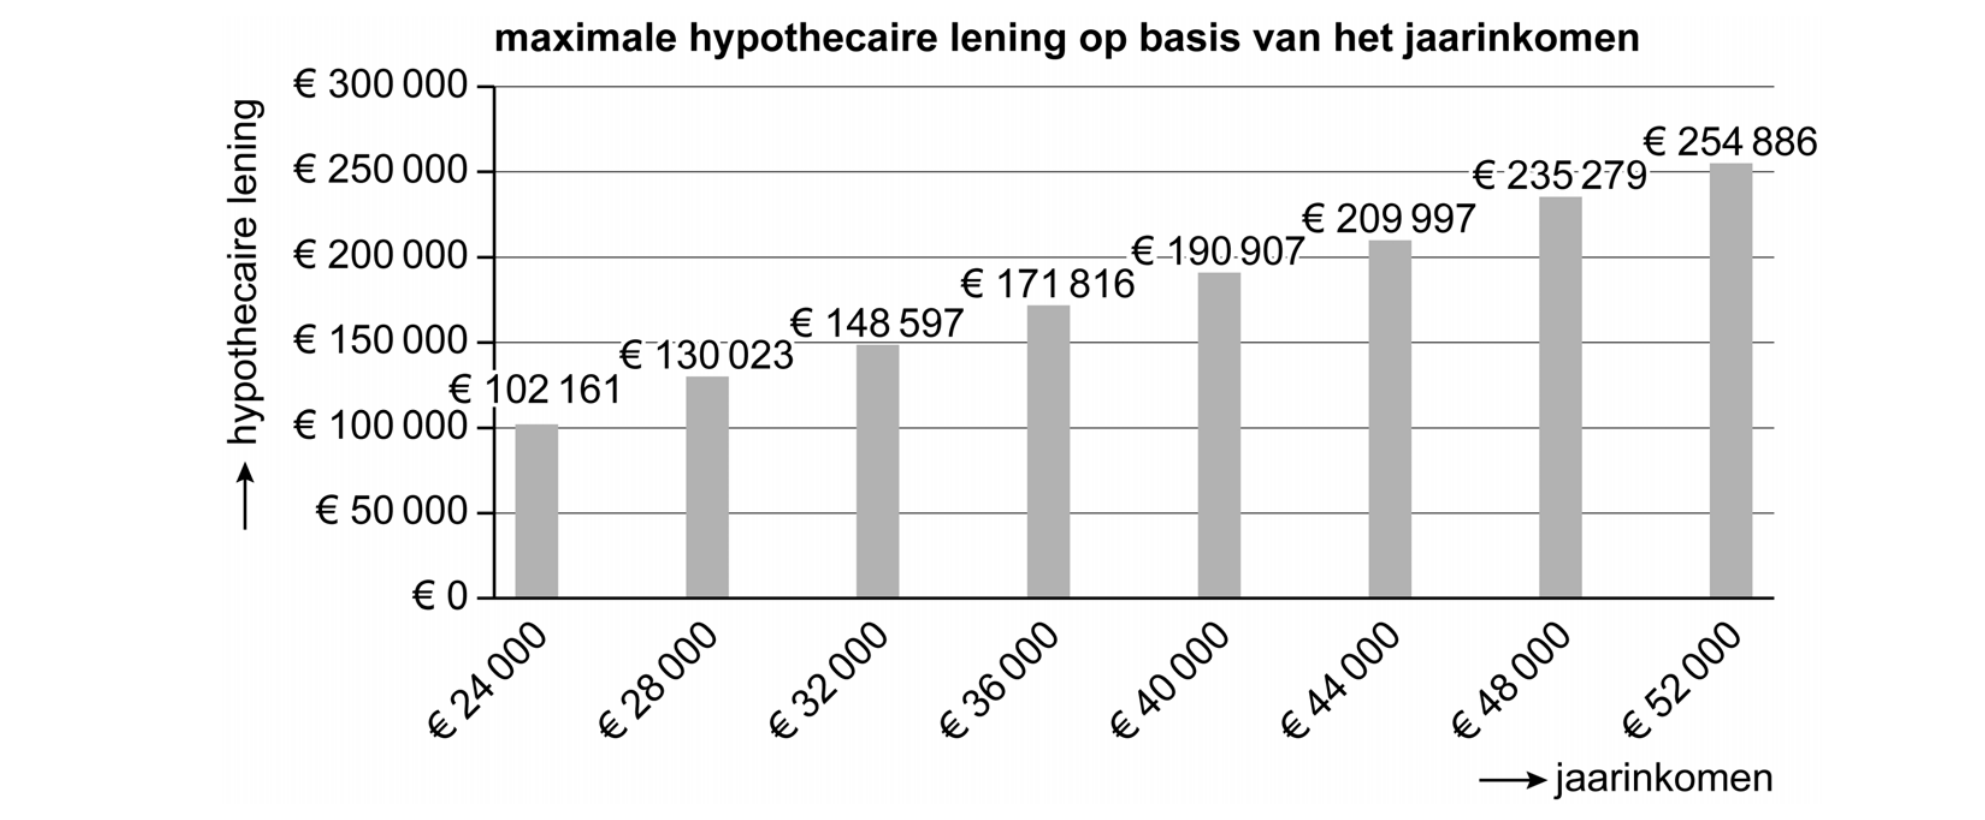 maximale hypothecaire lening op basis van het jaarinkomen
hypothecaire lening
€ 300 000
€ 250 000
€ 200 000
€ 150 000
€ 100 000
€ 50 000
€ 0
€ 102 161
€ 130 023
€ 148 597
€ 171 816
€ 190 907
€ 209 997
€ 235 279
€ 254 886
€ 24 000
€ 28 000
€ 32 000
€ 36 000
€ 40 000
€ 44 000
€ 48 000
€ 52 000
jaarinkomen